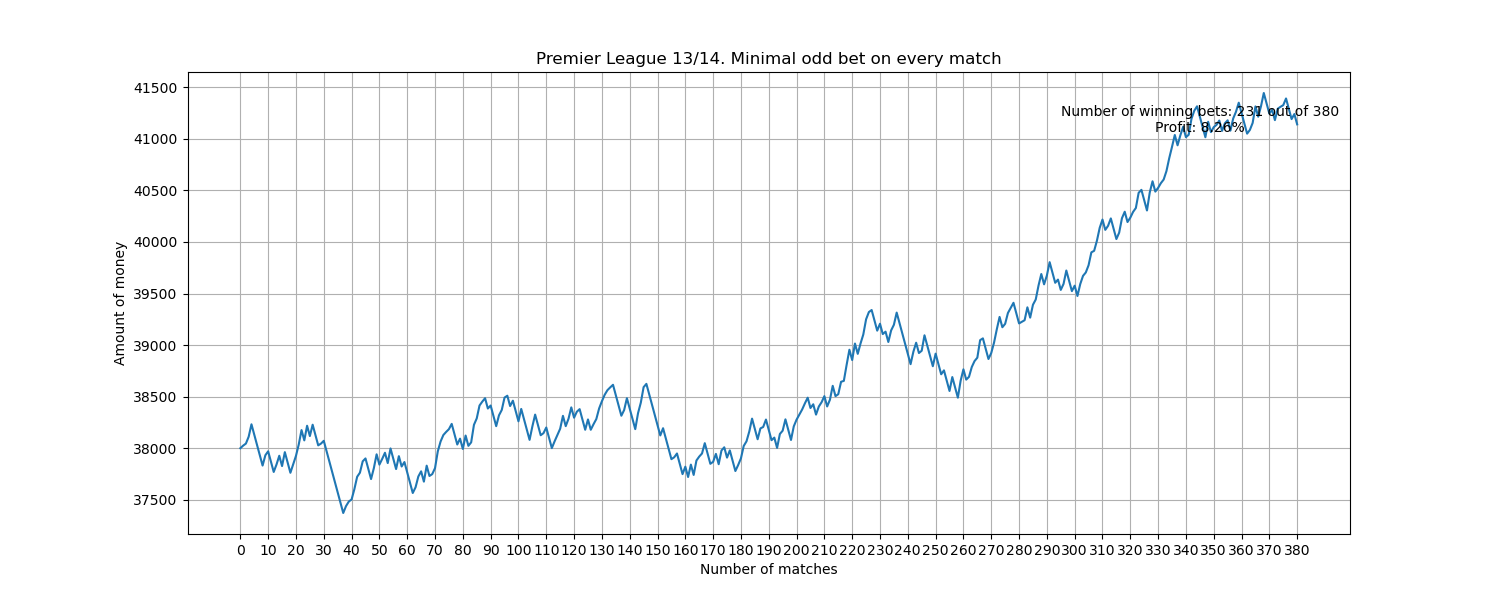 Premier League 13/14. Minimal odd bet on every match
41500
41000
40500
40000
39500
39000
38500
38000
37500
Amount of money
Number of winning bets: 231 out of 380
Profit: 8.26%
0 10 20 30 40 50 60 70 80 90 100 110 120 130 140 150 160 170 180 190 200 210 220 230 240 250 260 270 280 290 300 310 320 330 340 350 360 370 380
Number of matches